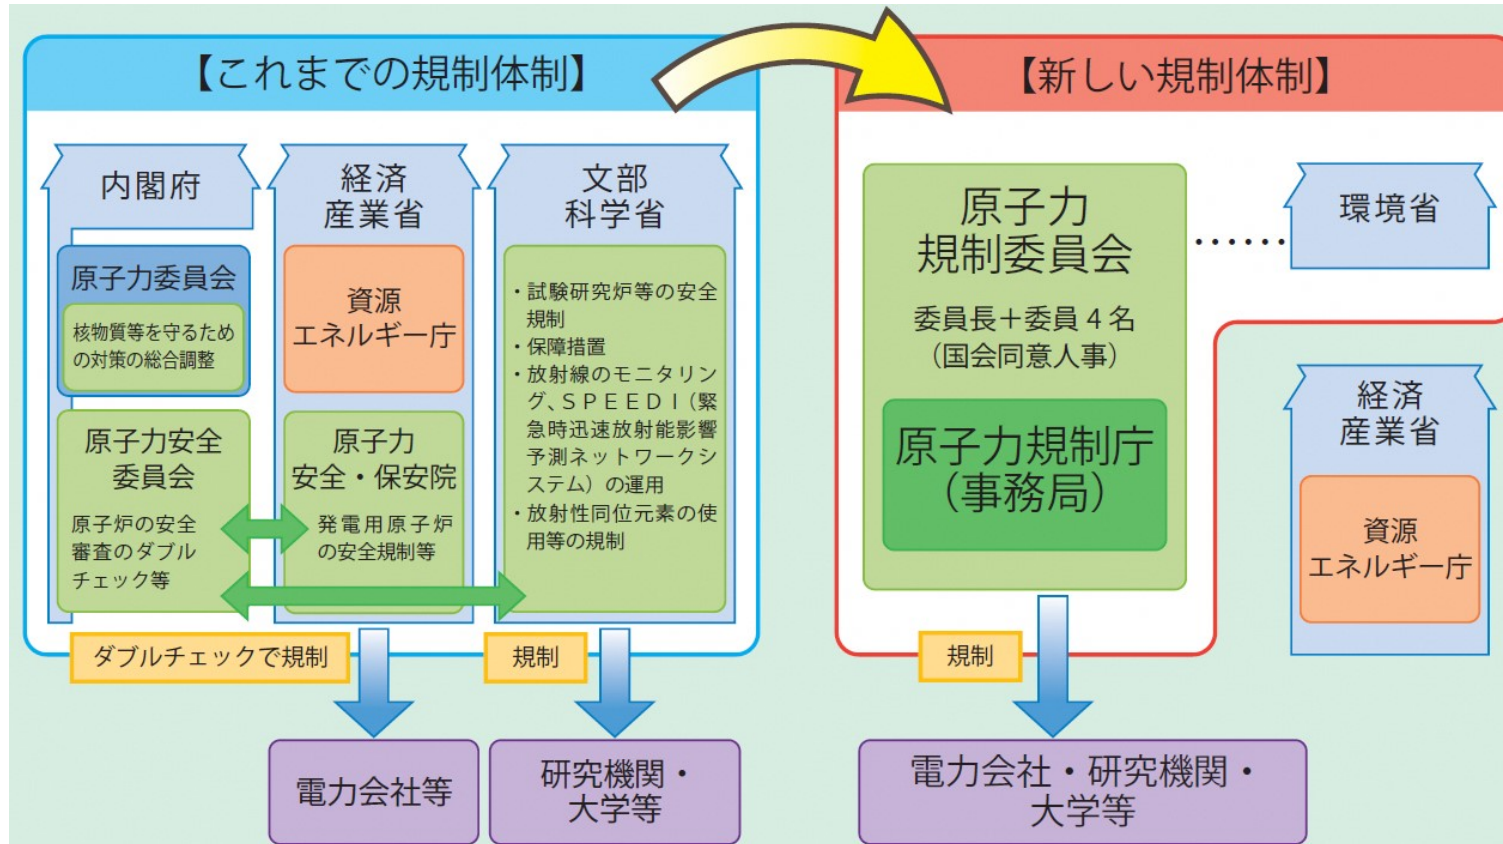 【これまでの規制体制】
内閣府
原子力委員会
核物質等を守るため
の対策の総合調整
原子力安全
委員会
原子炉の安全
審査のダブル
チェック等
経済
産業省
資源
エネルギー庁
原子力
安全・保安院
発電用原子炉
の安全規制等
文部
科学省
・試験研究炉等の安全
規制
・保障措置
・放射線のモニタリン
グ、ＳＰＥＥＤＩ（緊
急時迅速放射能影響
予測ネットワークシ
ステム）の運用
・放射性同位元素の使
用等の規制
ダブルチェックで規制
規制
電力会社等
研究機関・
大学等
【新しい規制体制】
原子力
規制委員会
委員長＋委員４名
（国会同意人事）
原子力規制庁
（事務局）
……
環境省
経済
産業省
資源
エネルギー庁
規制
電力会社・研究機関・
大学等